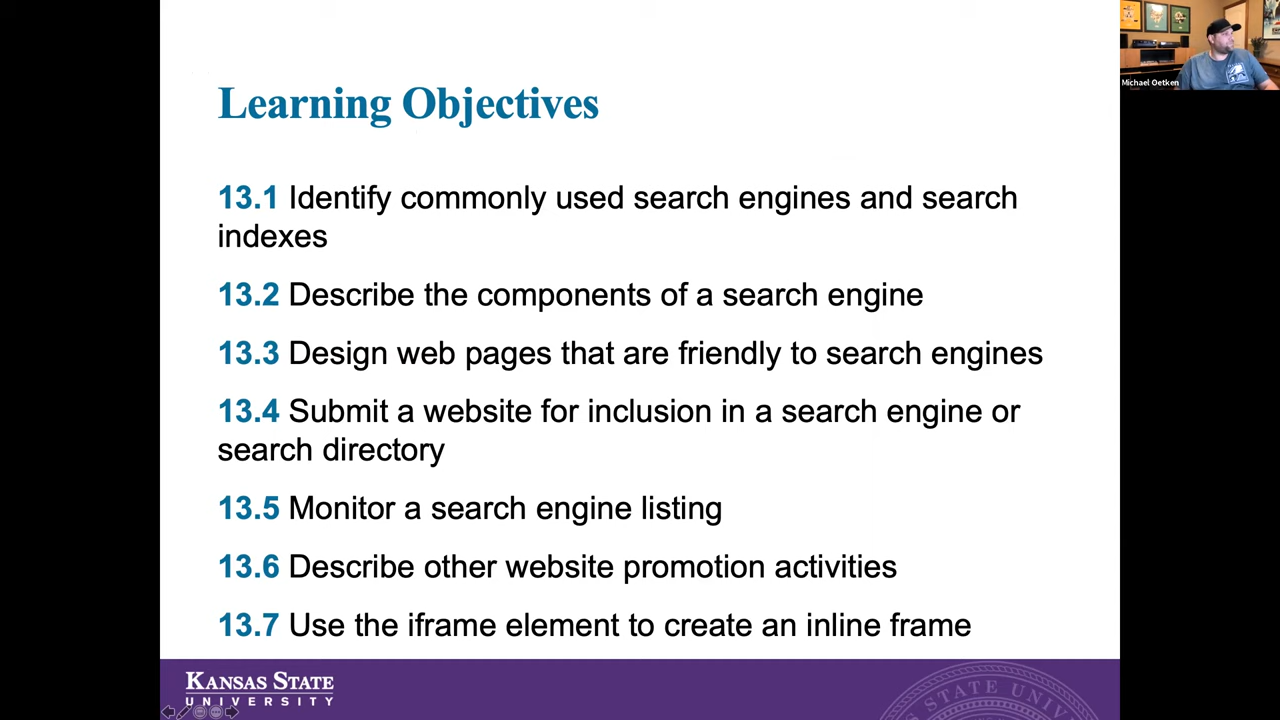 Learning Objectives
13.1 Identify commonly used search engines and search
indexes
13.2 Describe the components of a search engine
13.3 Design web pages that are friendly to search engines
13.4 Submit a website for inclusion in a search engine or
search directory
13.5 Monitor a search engine listing
13.6 Describe other website promotion activities
13.7 Use the iframe element to create an inline frame
KANSAS STATE
UNIVERSITY
STATE UNI
Michael Oetken